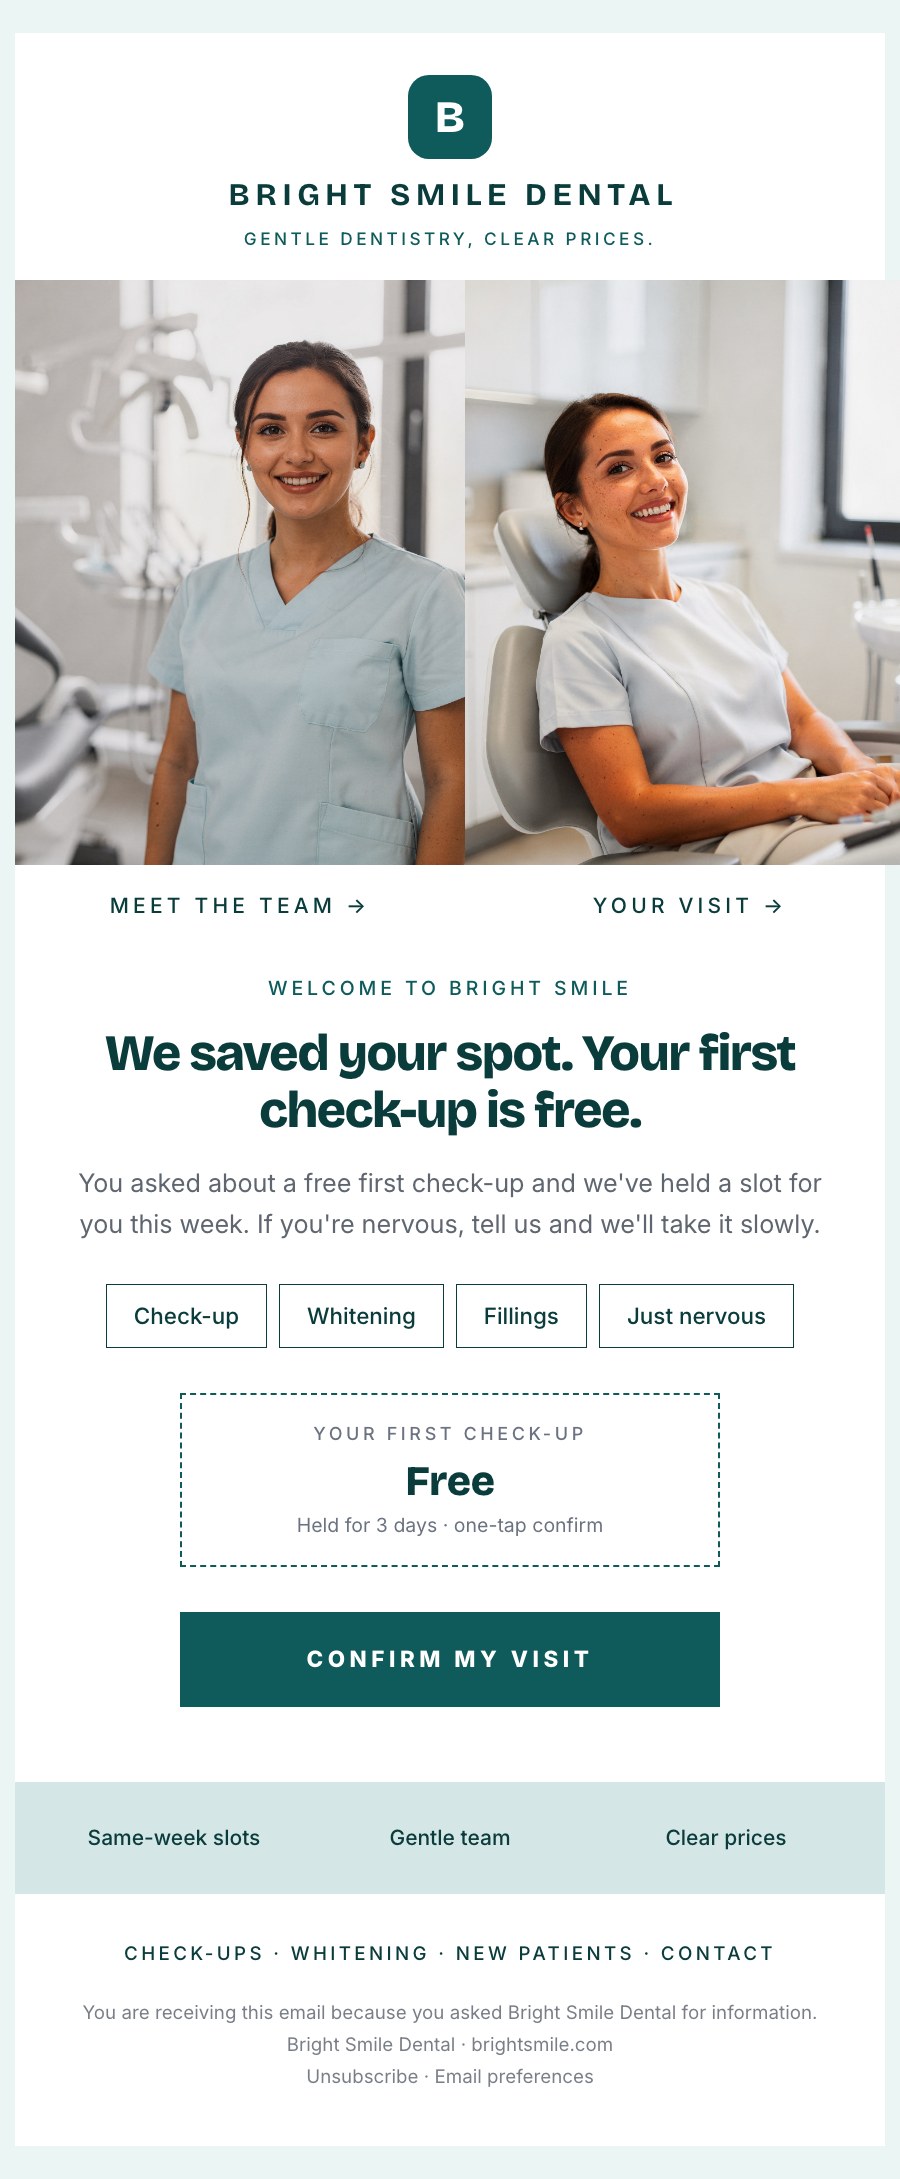 B
BRIGHT SMILE DENTAL
GENTLE DENTISTRY, CLEAR PRICES.
MEET THE TEAM →
YOUR VISIT →
WELCOME TO BRIGHT SMILE
We saved your spot. Your first
check-up is free.
You asked about a free first check-up and we've held a slot for
you this week. If you're nervous, tell us and we'll take it slowly.
Check-up
Whitening
Fillings
Just nervous
YOUR FIRST CHECK-UP
Free
Held for 3 days · one-tap confirm
CONFIRM MY VISIT
Same-week slots
Gentle team
Clear prices
CHECK-UPS · WHITENING · NEW PATIENTS · CONTACT
You are receiving this email because you asked Bright Smile Dental for information.
Bright Smile Dental · brightsmile.com
Unsubscribe · Email preferences